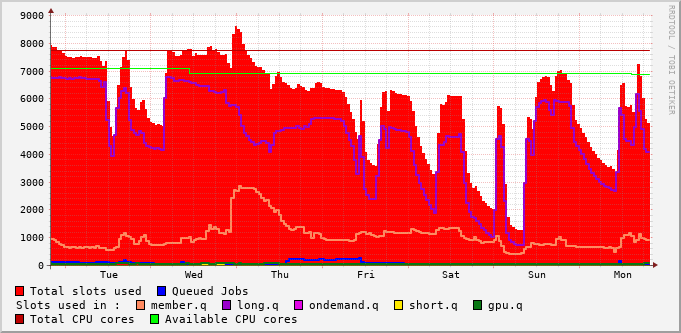 9000
8000
7000
6000
5000
4000
3000
2000
1000
0
Tue Wed Thu Fri Sat Sun Mon
RRDTOOL / TOBI OETIKER
Total slots used Queued Jobs
Slots used in : member.q long.q ondemand.q short.q gpu.q
Total CPU cores Available CPU cores